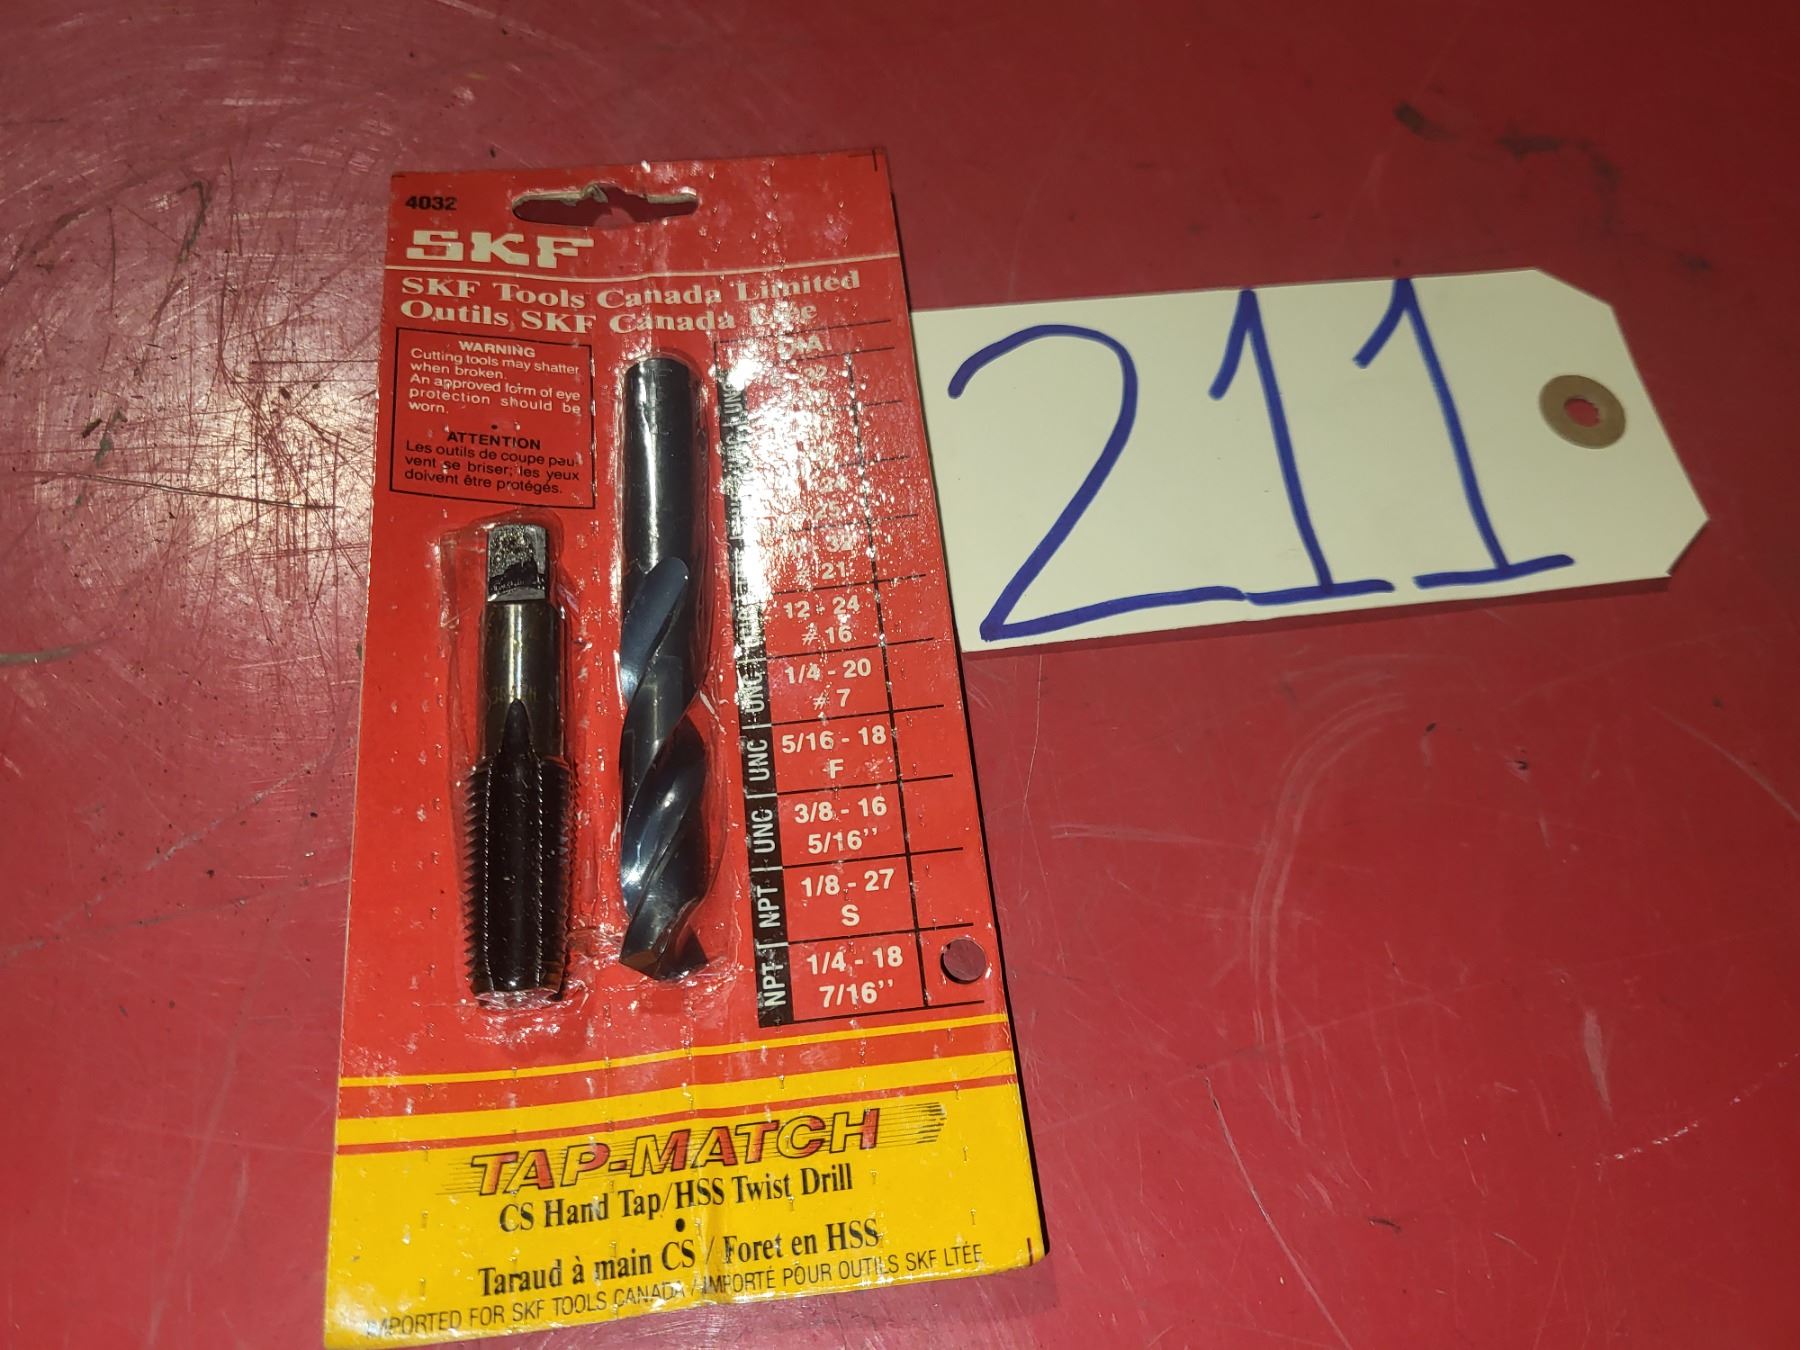 4032
SKF
SKF Tools Canada Limited
Outils SKF Canada
WARNING
Cutting tools may shatter
when broken.
An approved form of eye
protection should be
worn.
•
ATTENTION
Les outils de coupe peu-
vent se briser; les yeux
doivent être protégés.
21
UNC 12 - 24
# 16
UNC 1/4 - 20
# 7
UNC 5/16 - 18
F
UNC 3/8 - 16
5/16"
NPT 1/8 - 27
S
NPT 1/4 - 18
7/16"
TAP-MATCH
CS Hand Tap/HSS Twist Drill
•
Taraud à main CS / Foret en HSS
IMPORTED FOR SKF TOOLS CANADA / IMPORTÉ POUR OUTILS SKF LTÉE
211